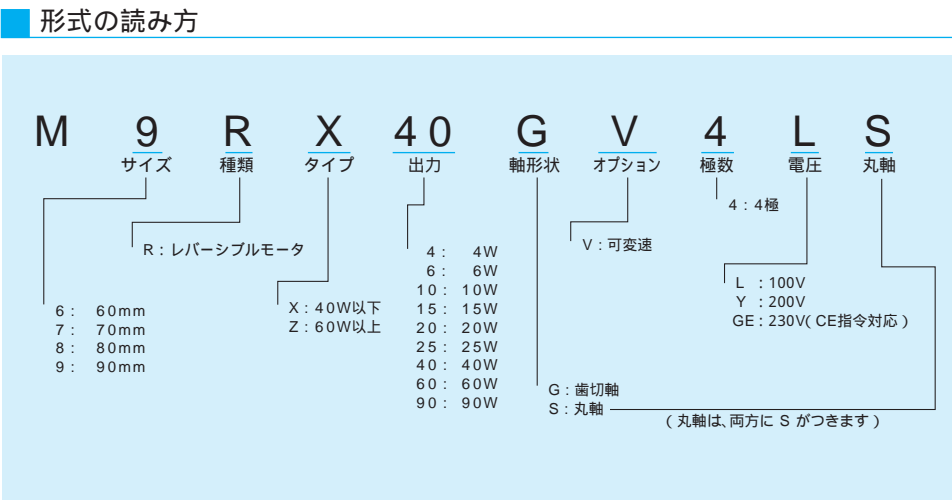 形式の読み方
M 9 R X 40 G V 4 L S
サイズ 種類 タイプ 出力 軸形状 オプション 極数 電圧 丸軸
4：4極
R：レバーシブルモータ
V：可変速
6： 60mm
7： 70mm
8： 80mm
9： 90mm
X：40W以下
Z：60W以上
4： 4W
6： 6W
10： 10W
15： 15W
20： 20W
25： 25W
40： 40W
60： 60W
90： 90W
L ：100V
Y ：200V
GE：230V(CE指令対応)
G：歯切軸
S：丸軸
(丸軸は、両方に S がつきます)